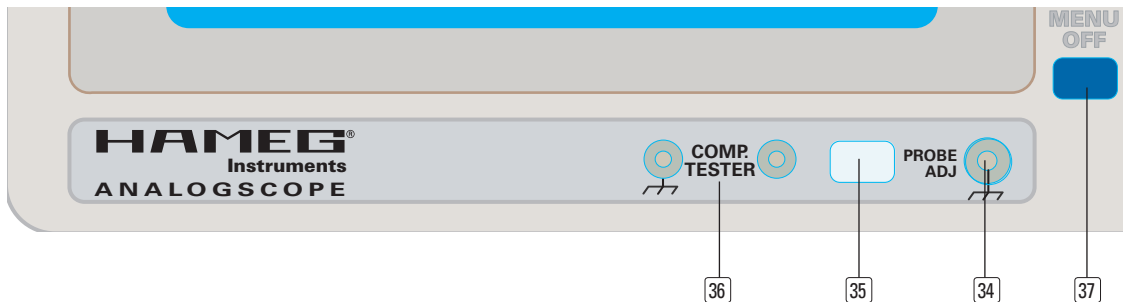 MENU
OFF
HAMEG®
Instruments
ANALOGSCOPE
COMP.
TESTER
PROBE
ADJ
36 35 34 37